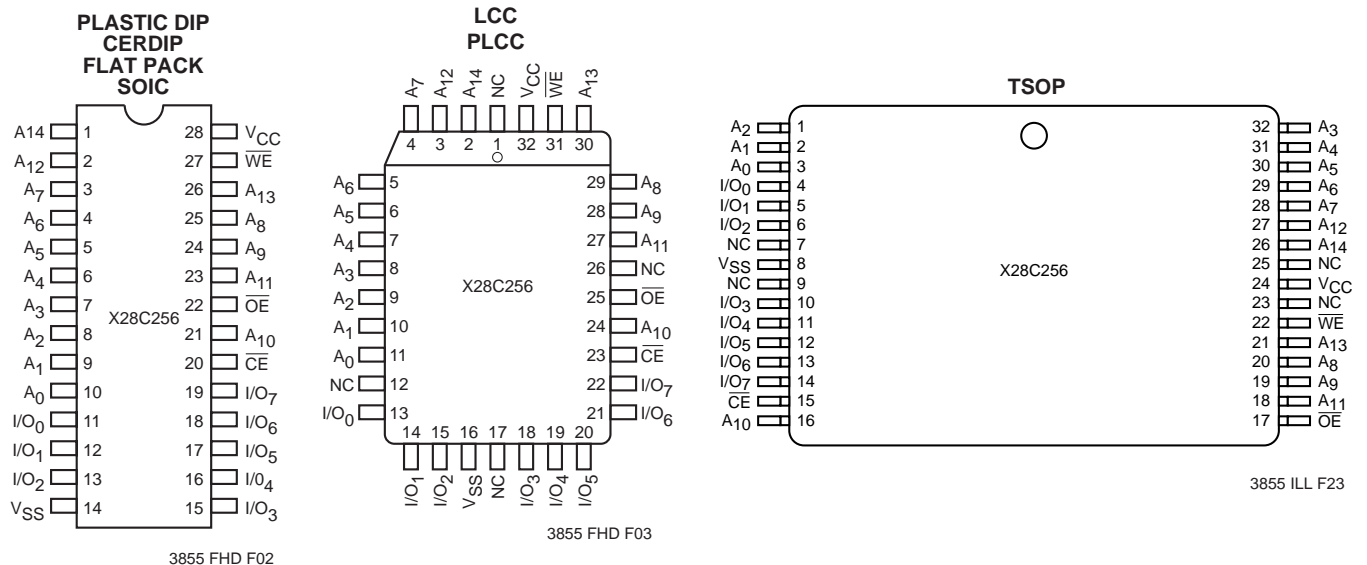 PLASTIC DIP
CERDIP
FLAT PACK
SOIC
A14 1 28 VCC
A12 2 27 WE
A7 3 26 A13
A6 4 25 A8
A5 5 24 A9
A4 6 23 A11
A3 7 22 OE
X28C256
A2 8 21 A10
A1 9 20 CE
A0 10 19 I/O7
I/O0 11 18 I/O6
I/O1 12 17 I/O5
I/O2 13 16 I/04
VSS 14 15 I/O3
3855 FHD F02
LCC
PLCC
A7 A12 A14 NC VCC WE A13
4 3 2 1 32 31 30
A6 5 29 A8
A5 6 28 A9
A4 7 27 A11
A3 8 26 NC
X28C256
A2 9 25 OE
A1 10 24 A10
A0 11 23 CE
NC 12 22 I/O7
I/O0 13 21 I/O6
14 15 16 17 18 19 20
I/O1 I/O2 VSS NC I/O3 I/O4 I/O5
3855 FHD F03
TSOP
A2 1 32 A3
A1 2 31 A4
A0 3 30 A5
I/O0 4 29 A6
I/O1 5 28 A7
I/O2 6 27 A12
NC 7 26 A14
VSS 8 25 NC
X28C256
NC 9 24 VCC
I/O3 10 23 NC
I/O4 11 22 WE
I/O5 12 21 A13
I/O6 13 20 A8
I/O7 14 19 A9
CE 15 18 A11
A10 16 17 OE
3855 ILL F23